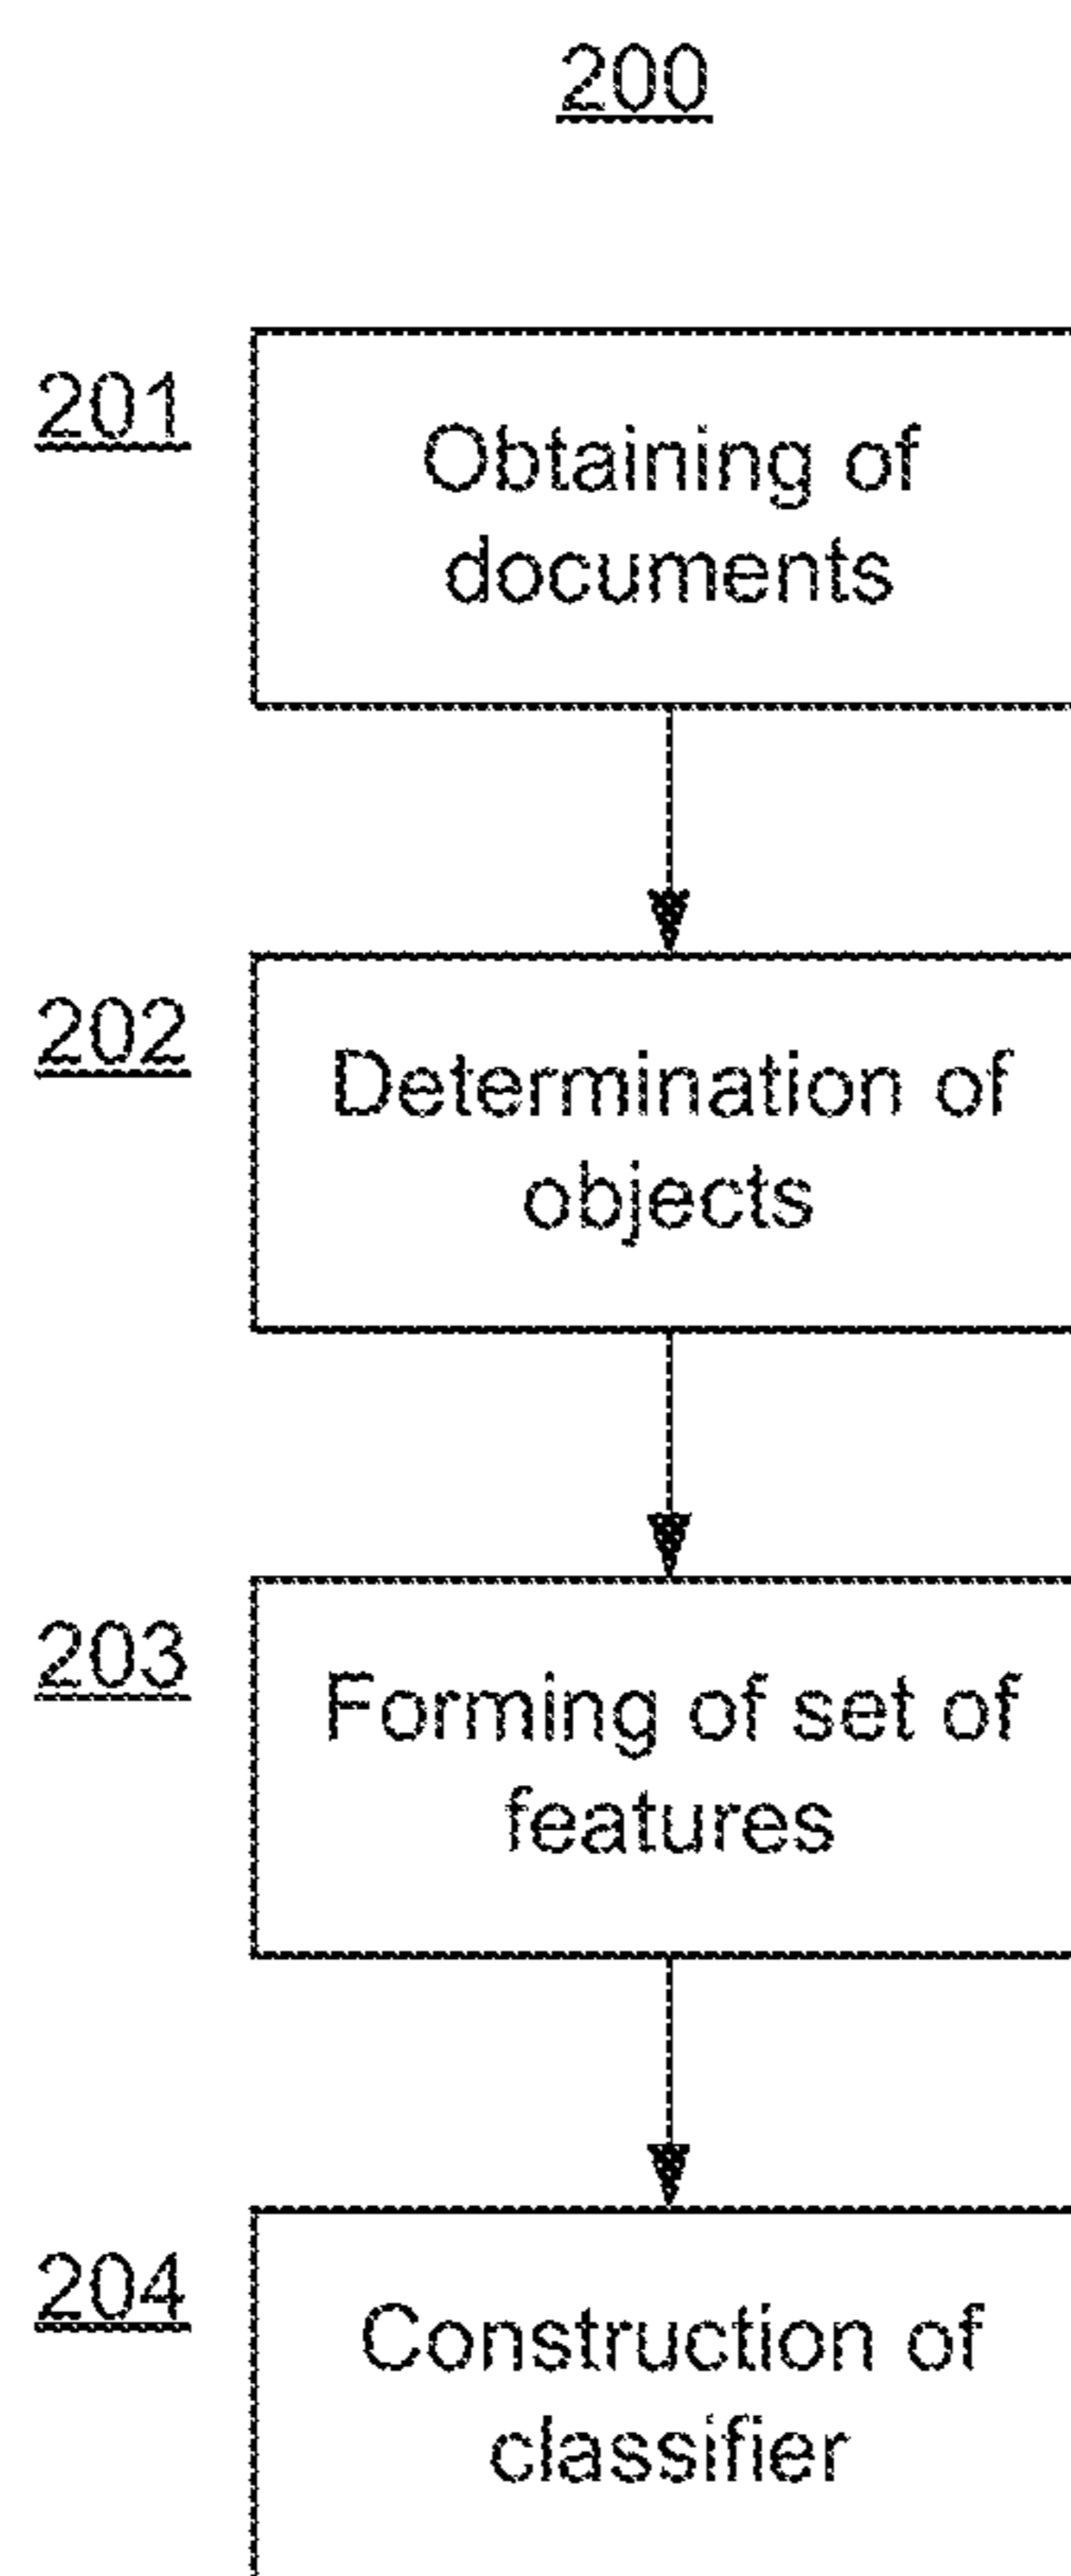 200
201
Obtaining of
documents
202
Determination of
objects
203
Forming of set of
features
204
Construction of
classifier